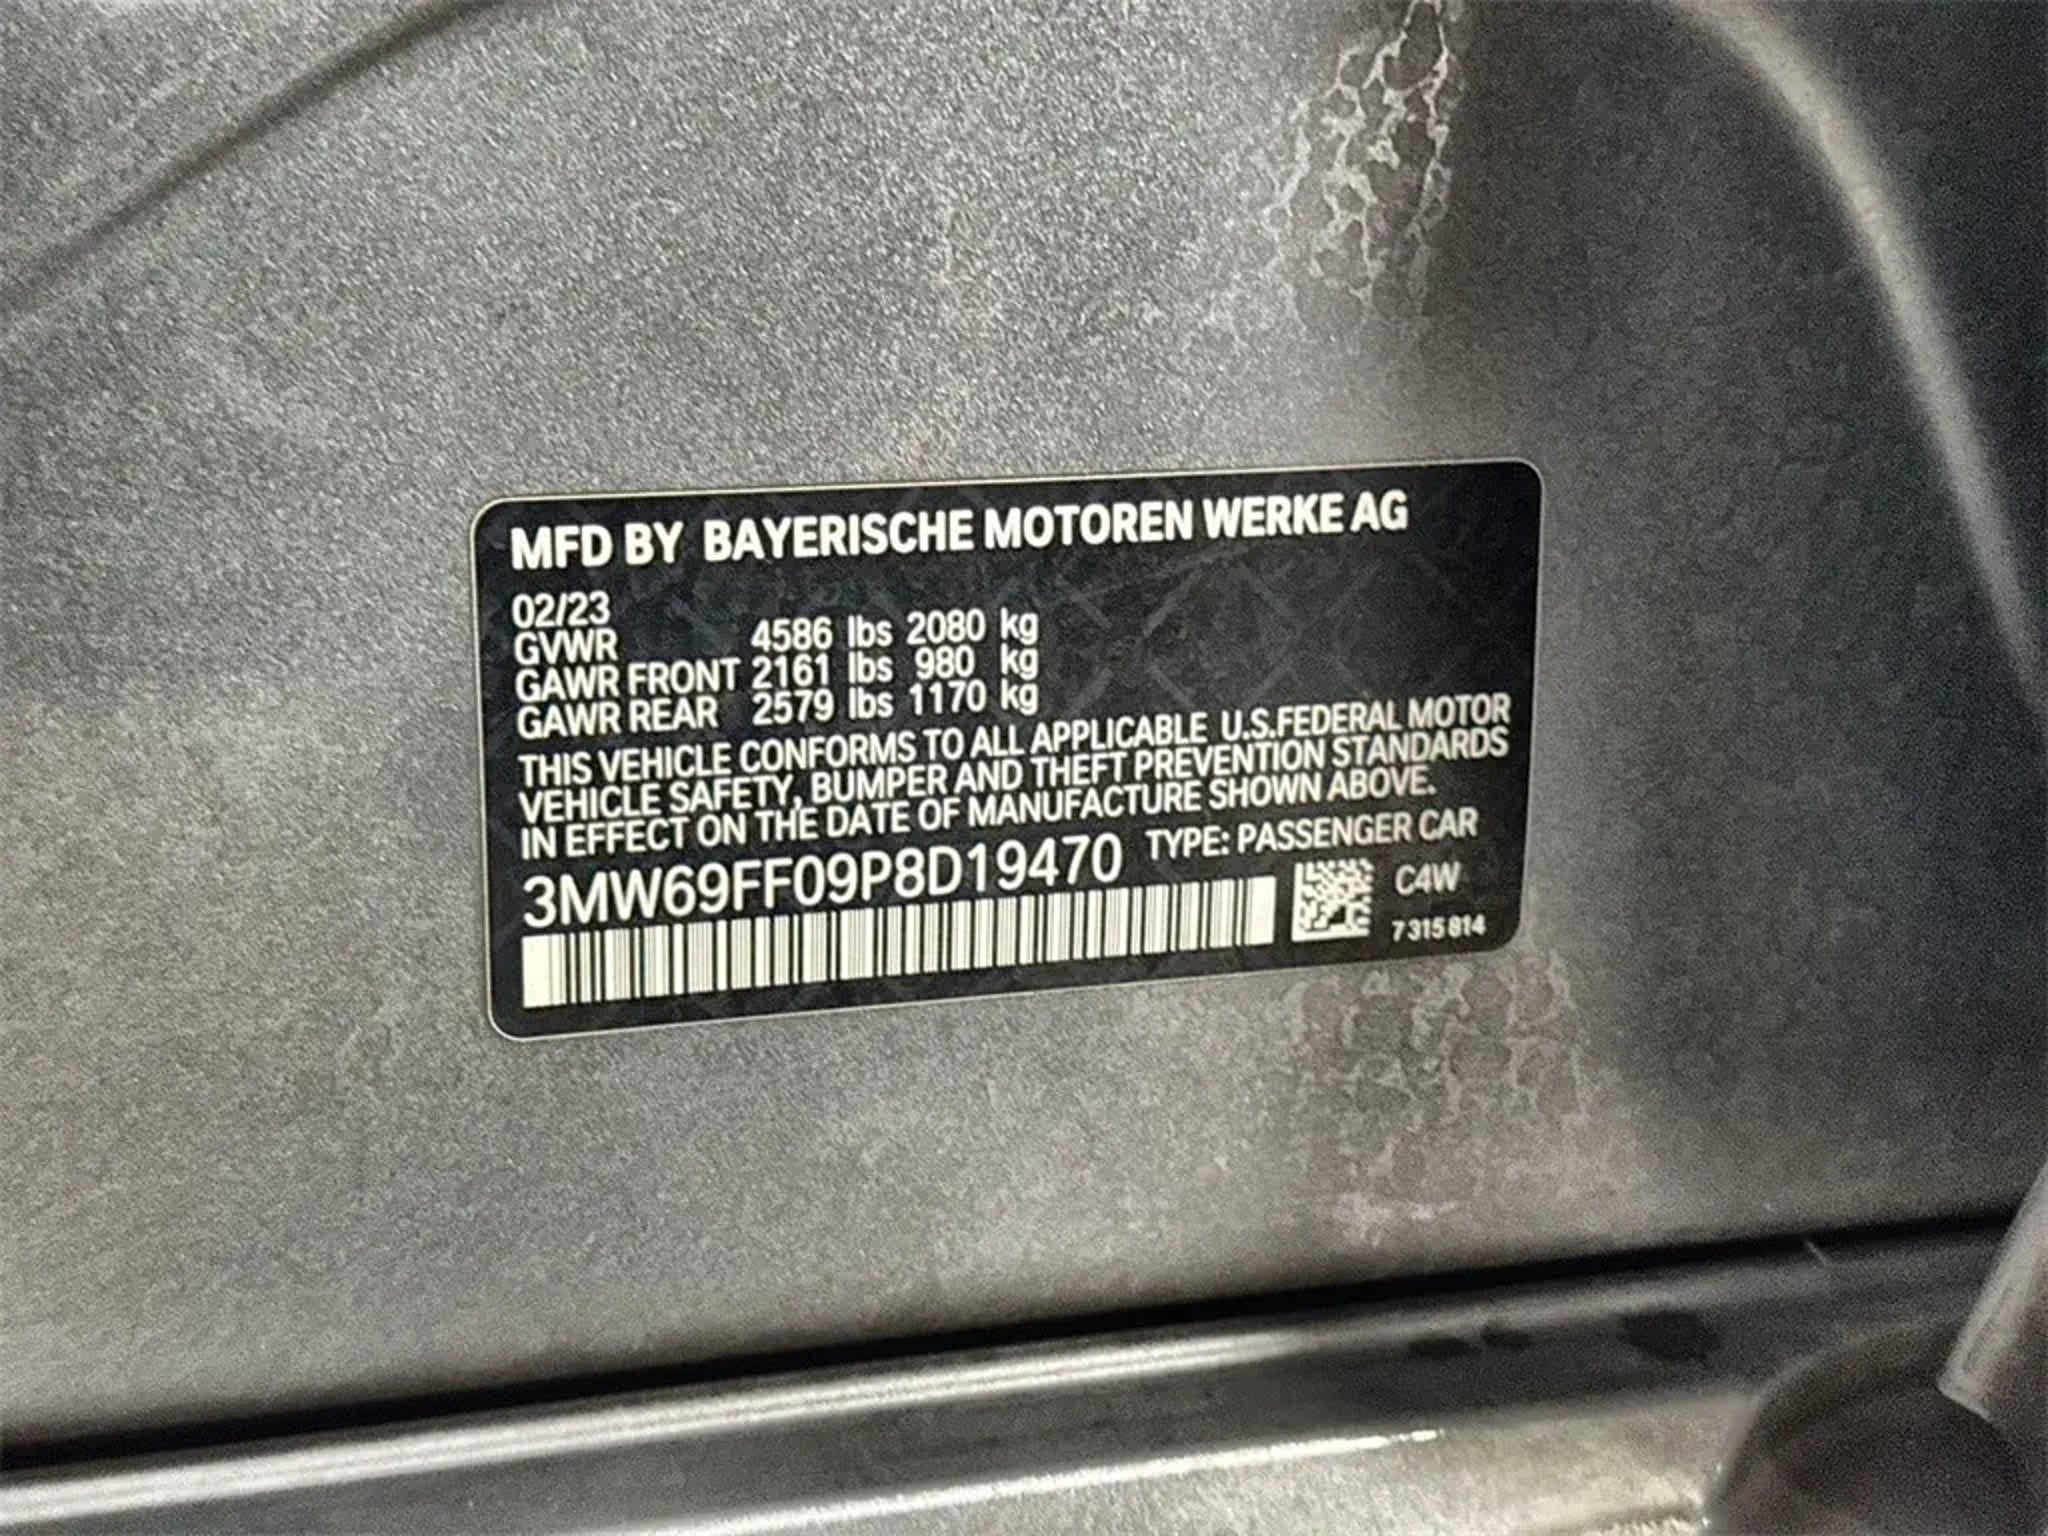 MFD BY BAYERISCHE MOTOREN WERKE AG
02/23
GVWR 4586 lbs 2080 kg
GAWR FRONT 2161 lbs 980 kg
GAWR REAR 2579 lbs 1170 kg
THIS VEHICLE CONFORMS TO ALL APPLICABLE U.S.FEDERAL MOTOR
VEHICLE SAFETY, BUMPER AND THEFT PREVENTION STANDARDS
IN EFFECT ON THE DATE OF MANUFACTURE SHOWN ABOVE.
3MW69FF09P8D19470 TYPE: PASSENGER CAR
C4W
7 315 814